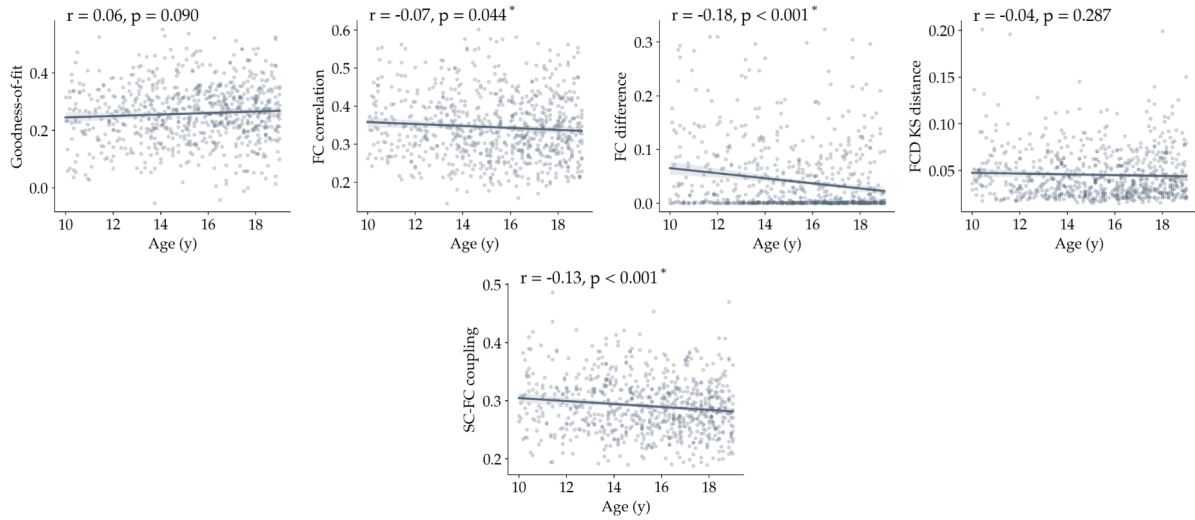 r = 0.06, p = 0.090
Goodness-of-fit
0.4
0.2
0.0
10 12 14 16 18
Age (y)
r = -0.07, p = 0.044*
FC correlation
0.6
0.5
0.4
0.3
0.2
10 12 14 16 18
Age (y)
r = -0.18, p < 0.001*
FC difference
0.3
0.2
0.1
0.0
10 12 14 16 18
Age (y)
r = -0.04, p = 0.287
FCD KS distance
0.20
0.15
0.10
0.05
10 12 14 16 18
Age (y)
r = -0.13, p < 0.001*
SC-FC coupling
0.5
0.4
0.3
0.2
10 12 14 16 18
Age (y)